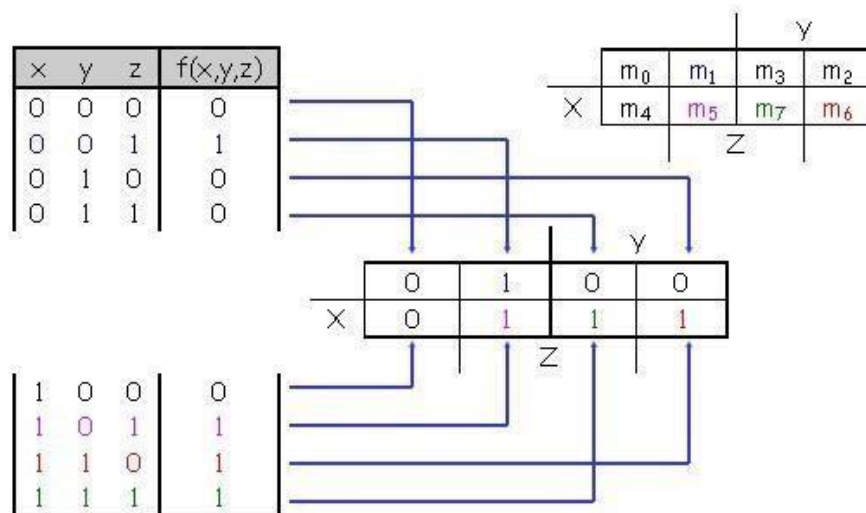 x y z f(x,y,z)
0 0 0 0
0 0 1 1
0 1 0 0
0 1 1 0
y
m0 m1 m3 m2
x m4 m5 m7 m6
z
y
0 1 0 0
x 0 1 1 1
z
1 0 0 0
1 0 1 1
1 1 0 1
1 1 1 1